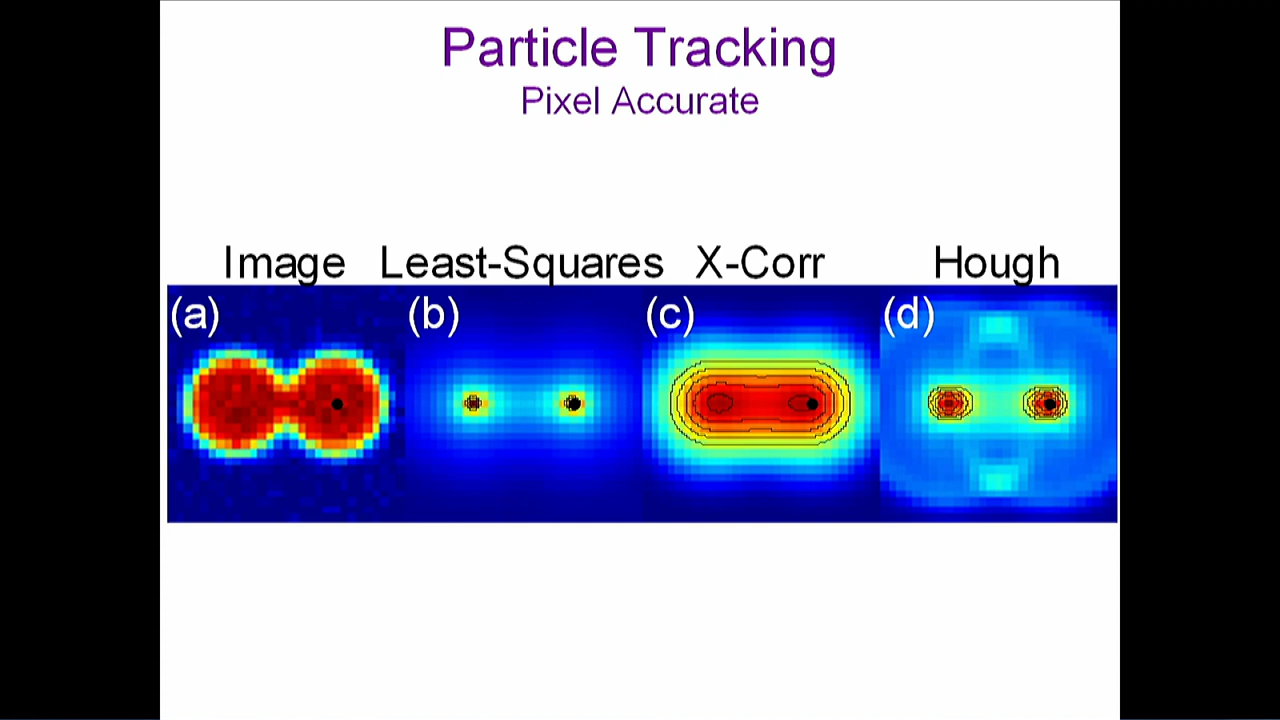 Particle Tracking
Pixel Accurate
Image Least-Squares X-Corr Hough
(a) (b) (c) (d)